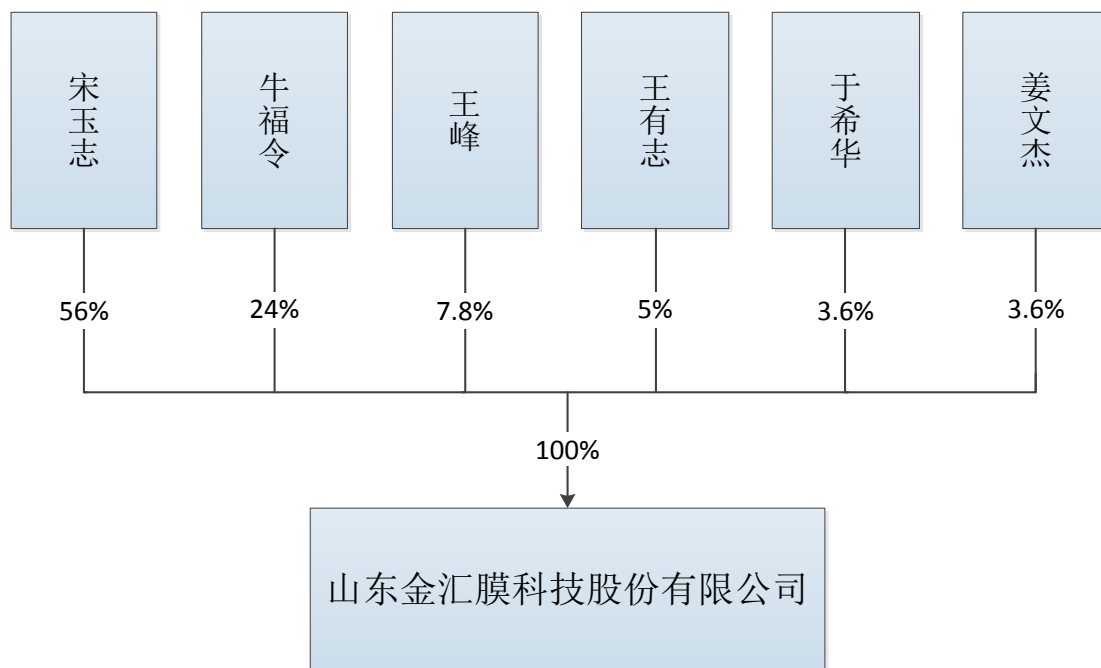 宋玉志
牛福令
王峰
王有志
于希华
姜文杰
56%
24%
7.8%
5%
3.6%
3.6%
100%
山东金汇膜科技股份有限公司